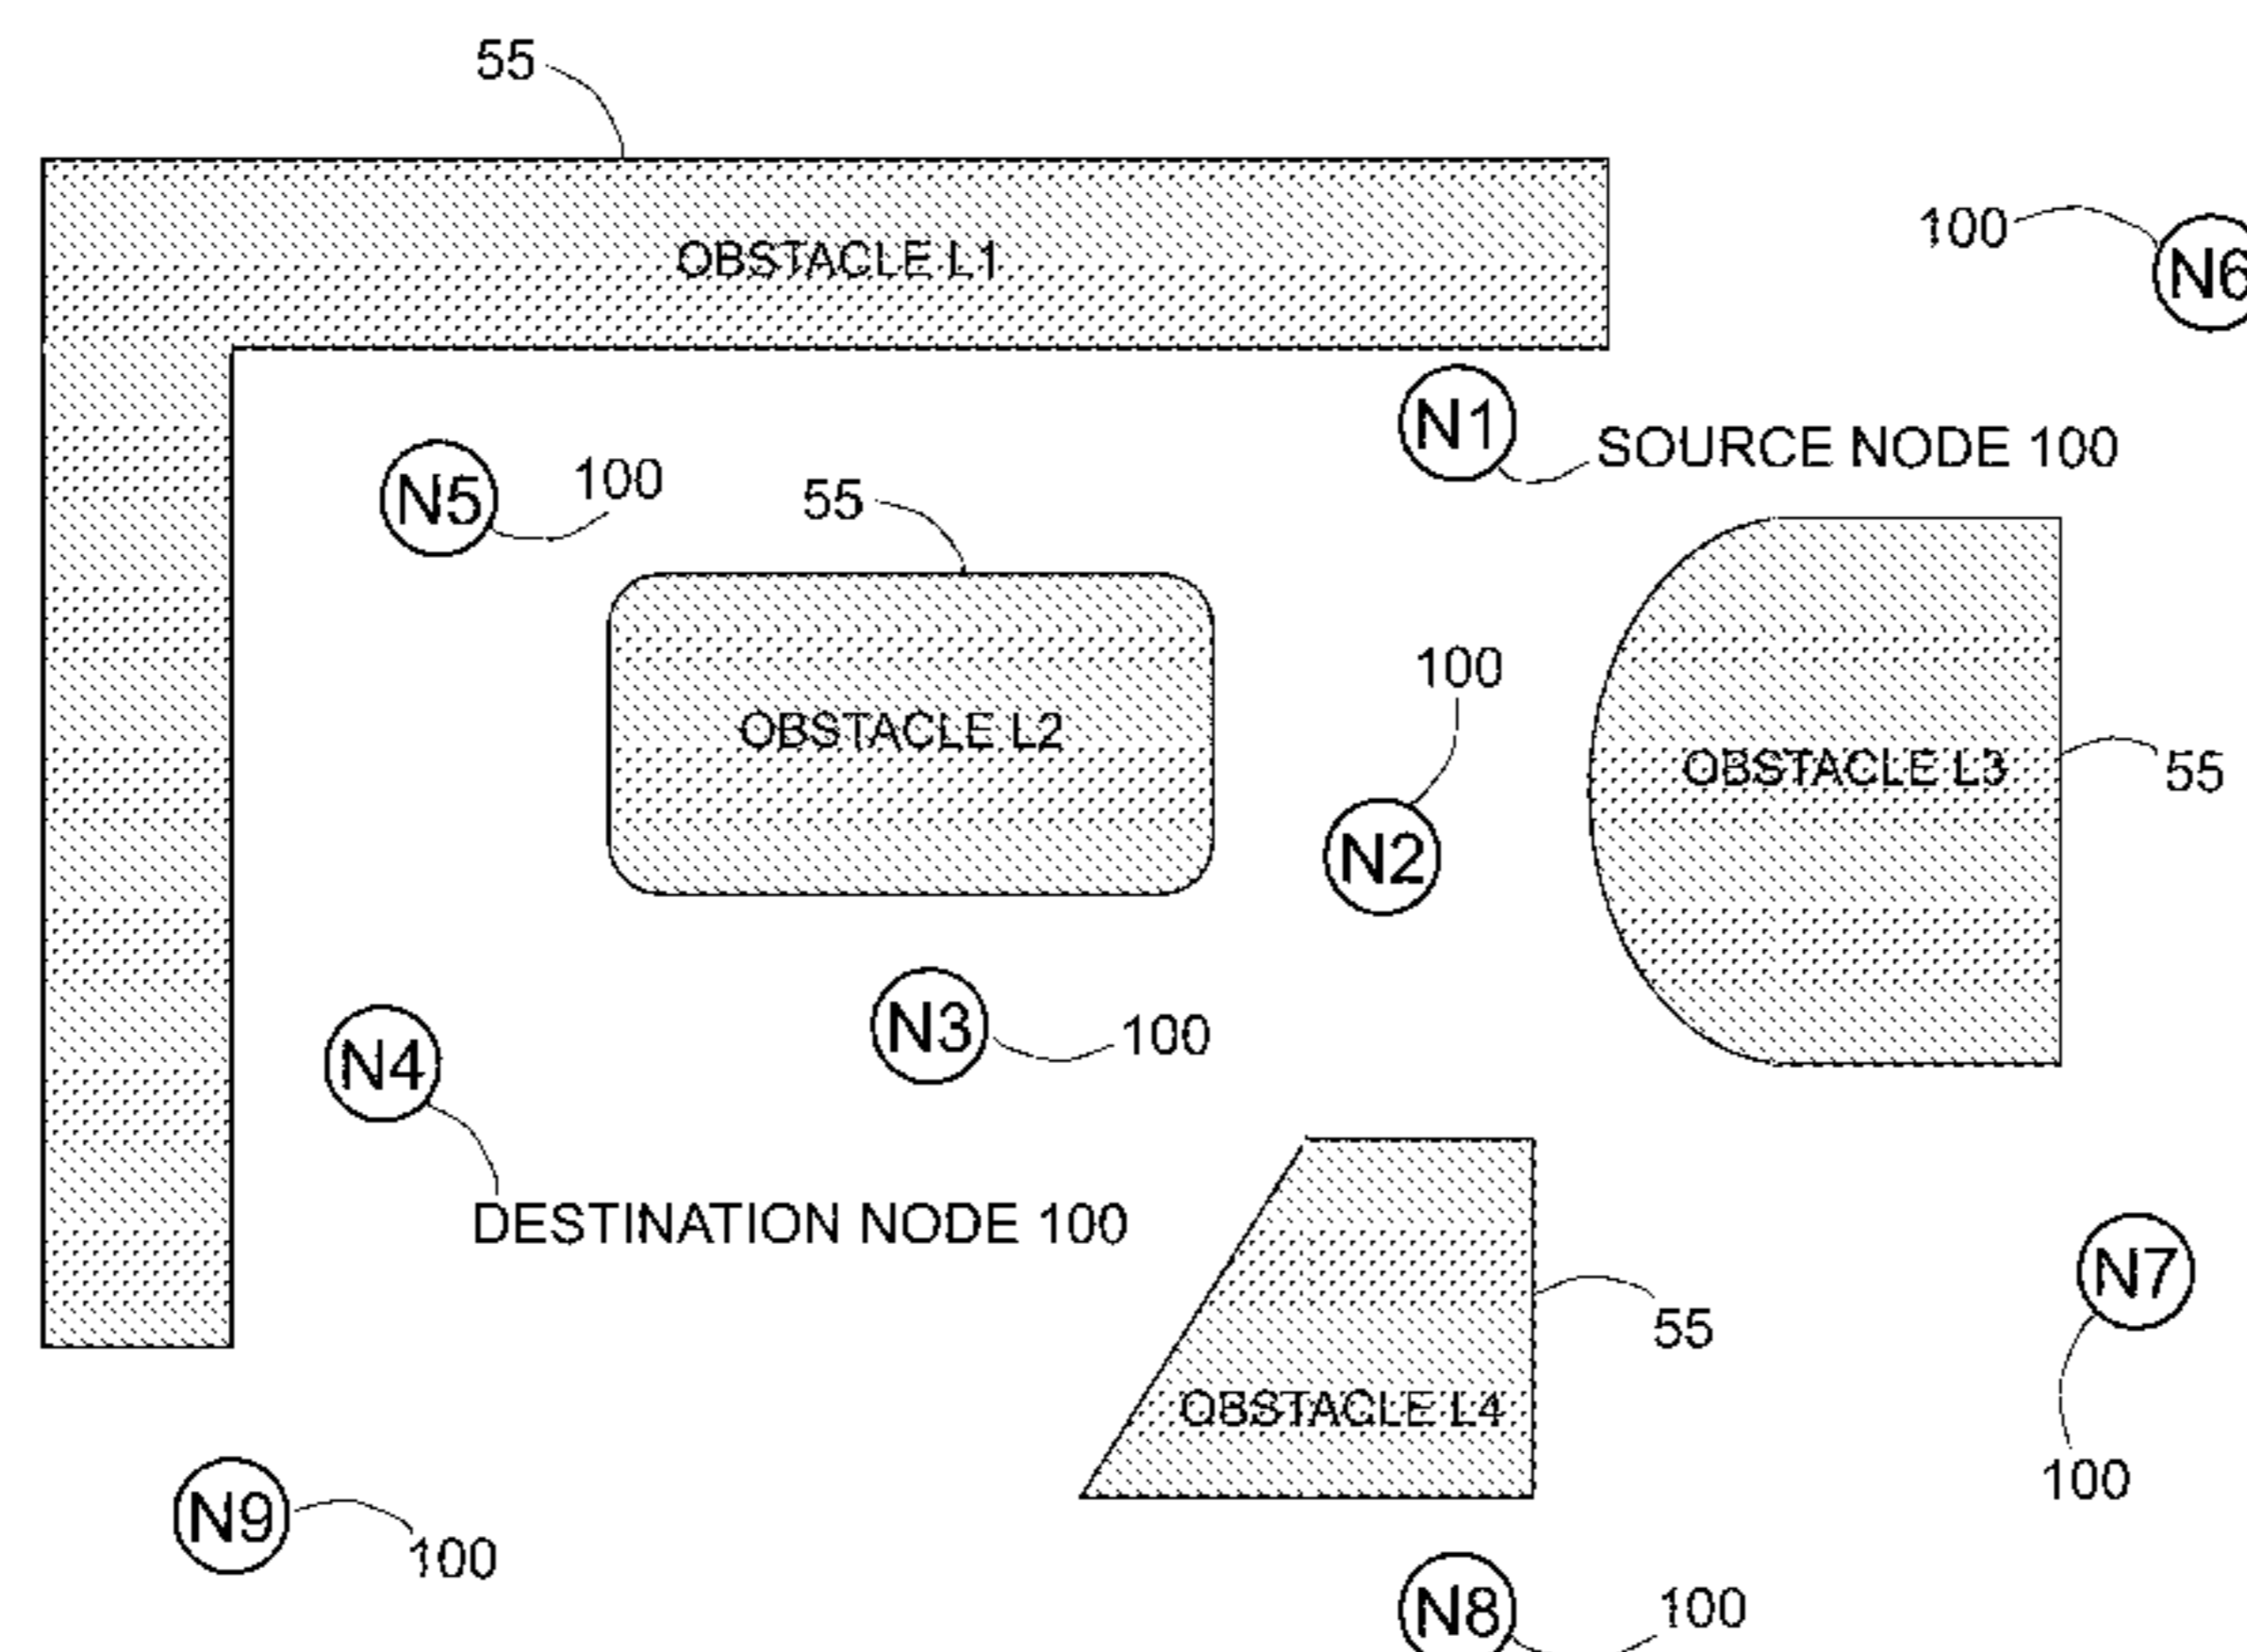 55
OBSTACLE L1
100
N6
N1
SOURCE NODE 100
N5
100
55
OBSTACLE L2
100
OBSTACLE L3
55
N2
N3
100
N4
DESTINATION NODE 100
55
N7
OBSTACLE L4
100
N9
100
N8
100